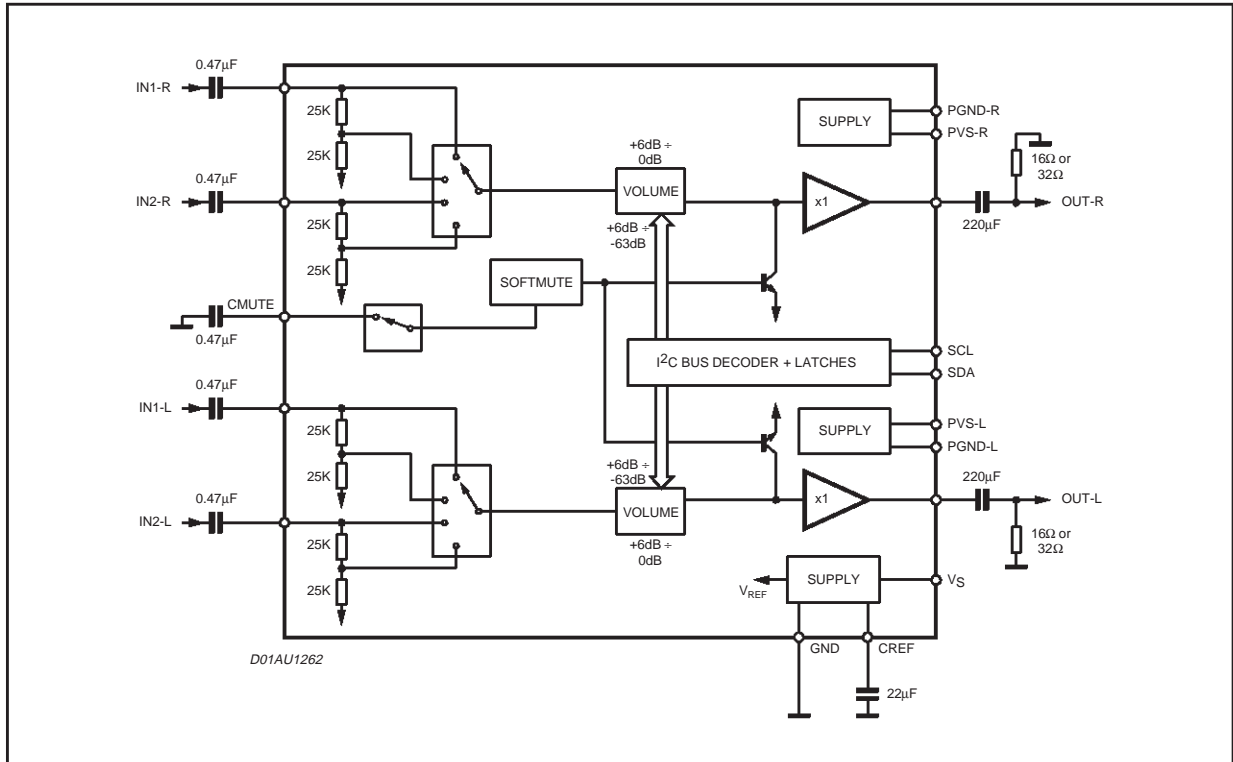 0.47µF
IN1-R
25K
25K
0.47µF
IN2-R
25K
25K
CMUTE
0.47µF
SOFTMUTE
+6dB ÷
0dB
VOLUME
+6dB ÷
-63dB
x1
SUPPLY
PGND-R
PVS-R
16Ω or
32Ω
OUT-R
220µF
I²C BUS DECODER + LATCHES
SCL
SDA
0.47µF
IN1-L
25K
25K
0.47µF
IN2-L
25K
25K
+6dB ÷
-63dB
VOLUME
+6dB ÷
0dB
x1
SUPPLY
PVS-L
PGND-L
220µF
OUT-L
16Ω or
32Ω
VREF
SUPPLY
VS
GND
CREF
22µF
D01AU1262